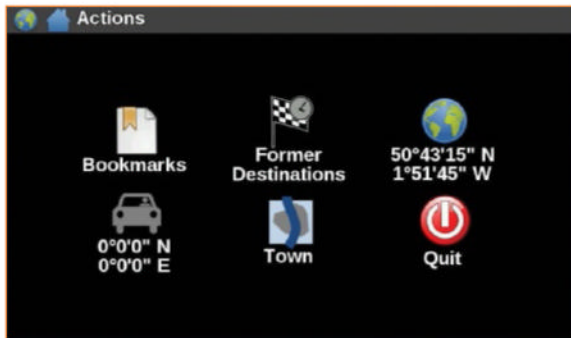 Actions
Bookmarks
Former
Destinations
50°43'15" N
1°51'45" W
0°0'0" N
0°0'0" E
Town
Quit